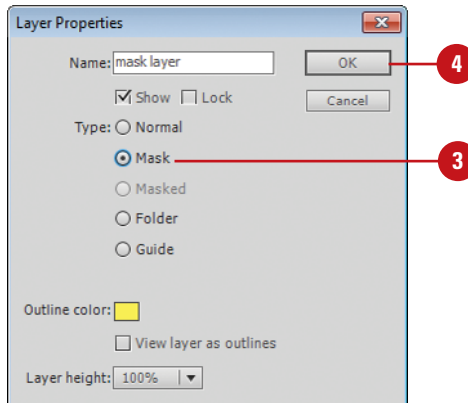 Layer Properties
Name: mask layer
OK
4
Show Lock
Cancel
Type: Normal
Mask
3
Masked
Folder
Guide
Outline color:
View layer as outlines
Layer height: 100%